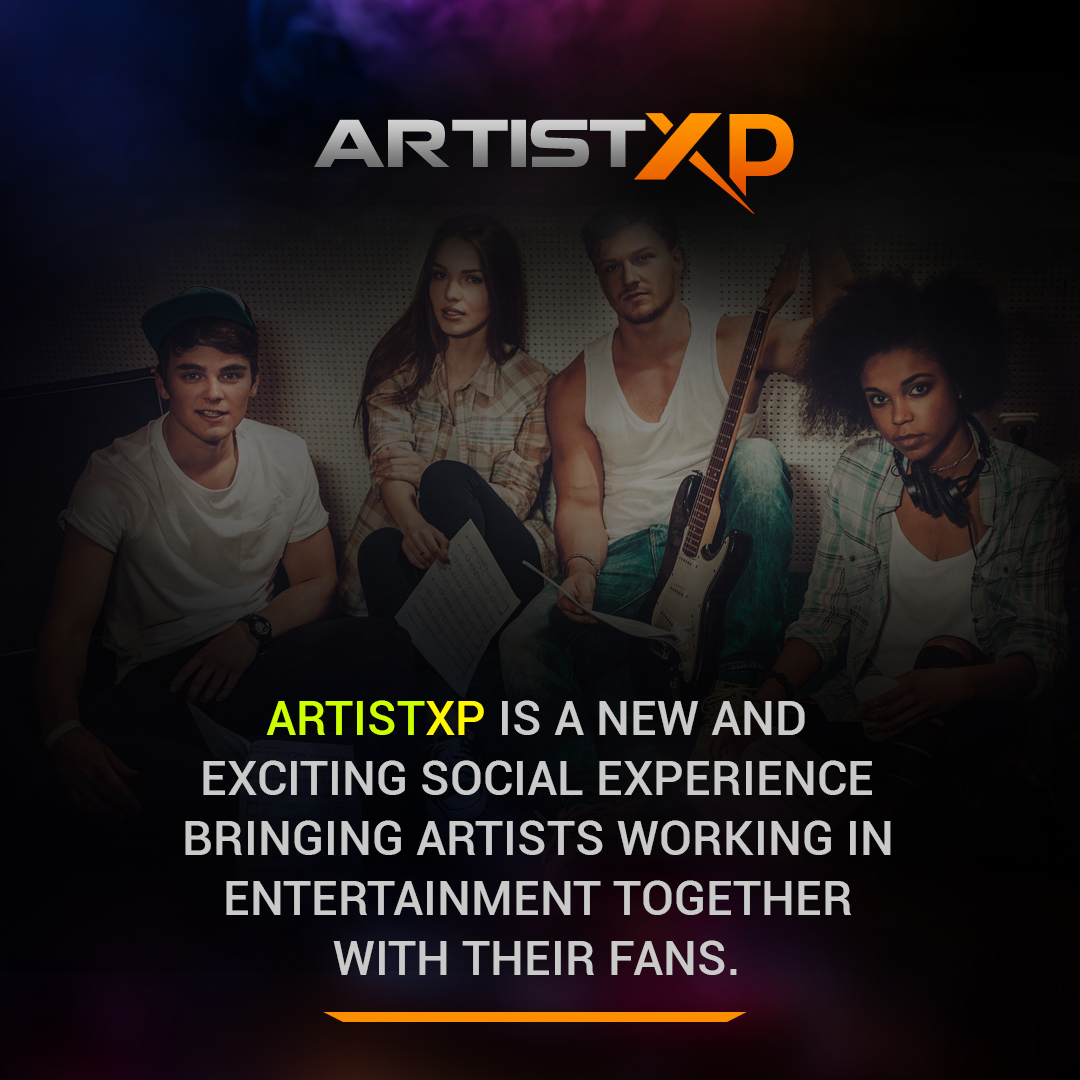 ARTISTXP
ARTISTXP IS A NEW AND
EXCITING SOCIAL EXPERIENCE
BRINGING ARTISTS WORKING IN
ENTERTAINMENT TOGETHER
WITH THEIR FANS.